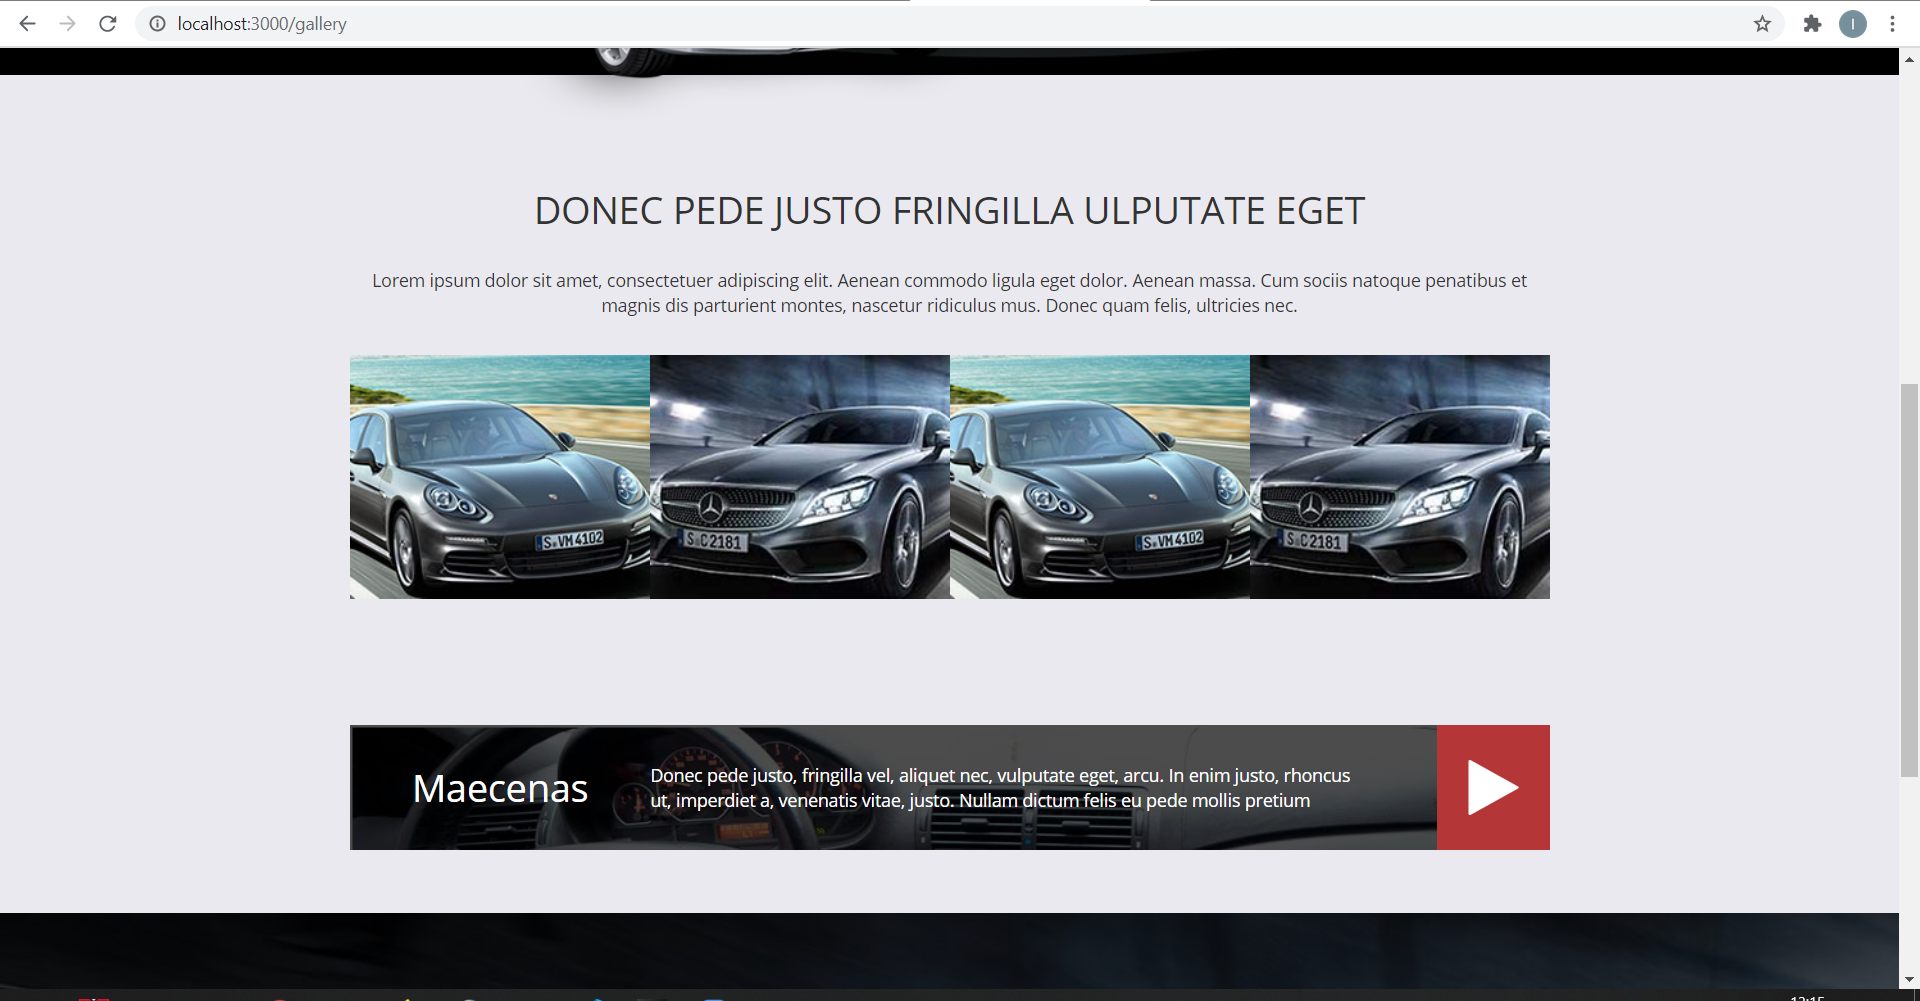 localhost:3000/gallery
I
DONEC PEDE JUSTO FRINGILLA ULPUTATE EGET
Lorem ipsum dolor sit amet, consectetuer adipiscing elit. Aenean commodo ligula eget dolor. Aenean massa. Cum sociis natoque penatibus et
magnis dis parturient montes, nascetur ridiculus mus. Donec quam felis, ultricies nec.
S VM 4102
S C 2181
S VM 4102
S C 2181
Maecenas
Donec pede justo, fringilla vel, aliquet nec, vulputate eget, arcu. In enim justo, rhoncus
ut, imperdiet a, venenatis vitae, justo. Nullam dictum felis eu pede mollis pretium